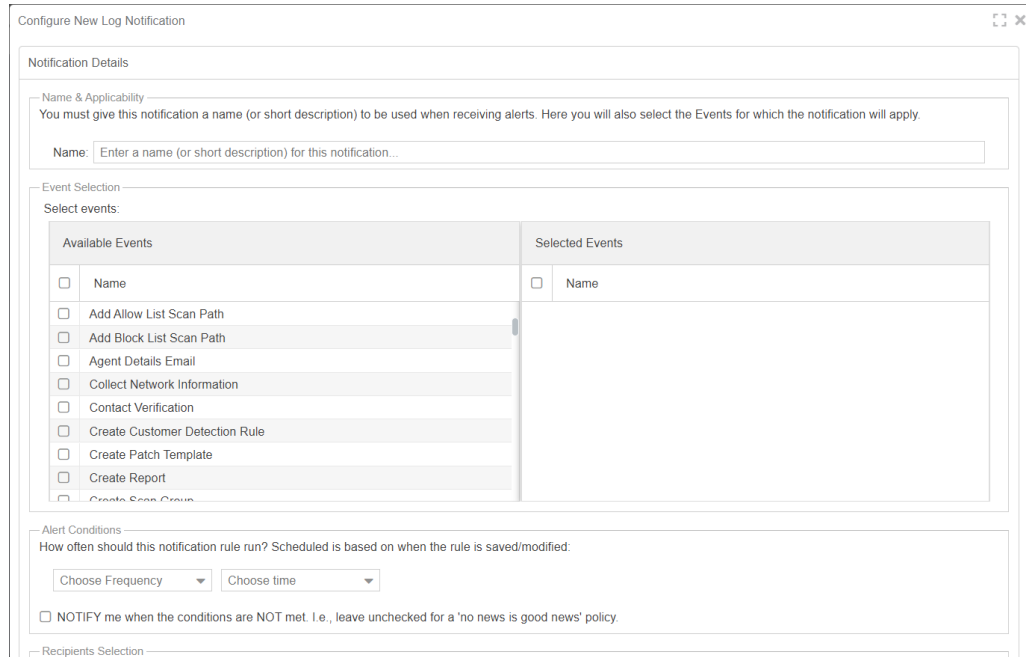 Configure New Log Notification
Notification Details
Name & Applicability
You must give this notification a name (or short description) to be used when receiving alerts. Here you will also select the Events for which the notification will apply.
Name: Enter a name (or short description) for this notification...
Event Selection
Select events:
Available Events
Name
Add Allow List Scan Path
Add Block List Scan Path
Agent Details Email
Collect Network Information
Contact Verification
Create Customer Detection Rule
Create Patch Template
Create Report
Create Scan Group
Selected Events
Name
Alert Conditions
How often should this notification rule run? Scheduled is based on when the rule is saved/modified:
Choose Frequency Choose time
NOTIFY me when the conditions are NOT met. I.e., leave unchecked for a 'no news is good news' policy.
Recipients Selection